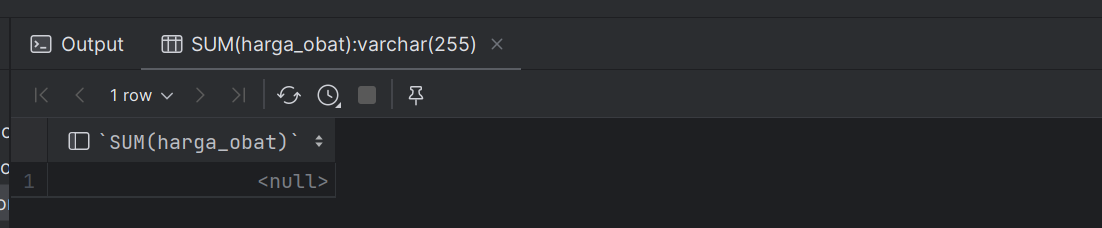 Output SUM(harga_obat):varchar(255)
1 row
`SUM(harga_obat)`
1 <null>